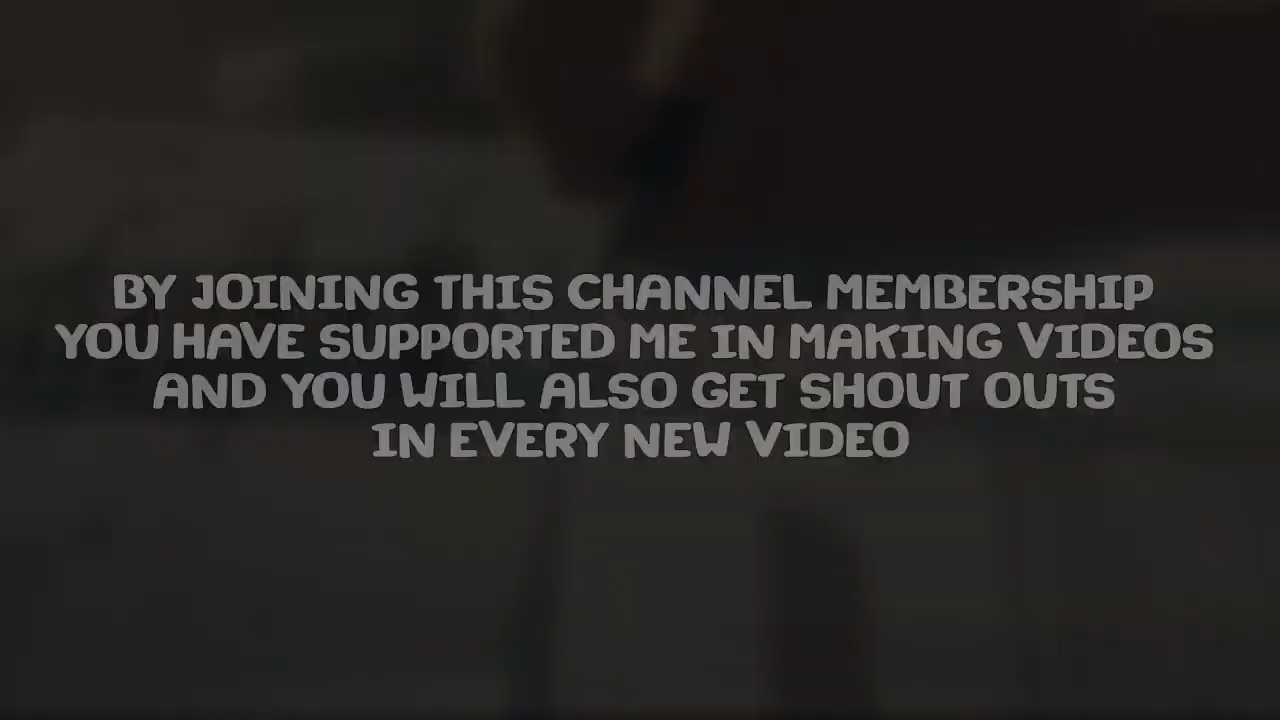 BY JOINING THIS CHANNEL MEMBERSHIP
YOU HAVE SUPPORTED ME IN MAKING VIDEOS
AND YOU WILL ALSO GET SHOUT OUTS
IN EVERY NEW VIDEO